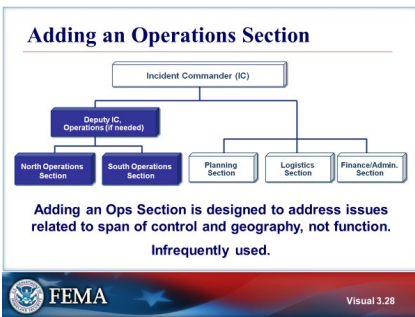 Adding an Operations Section
Incident Commander (IC)
Deputy IC,
Operations (if needed)
North Operations
Section
South Operations
Section
Planning
Section
Logistics
Section
Finance/Admin.
Section
Adding an Ops Section is designed to address issues
related to span of control and geography, not function.
Infrequently used.
FEMA
Visual 3.28